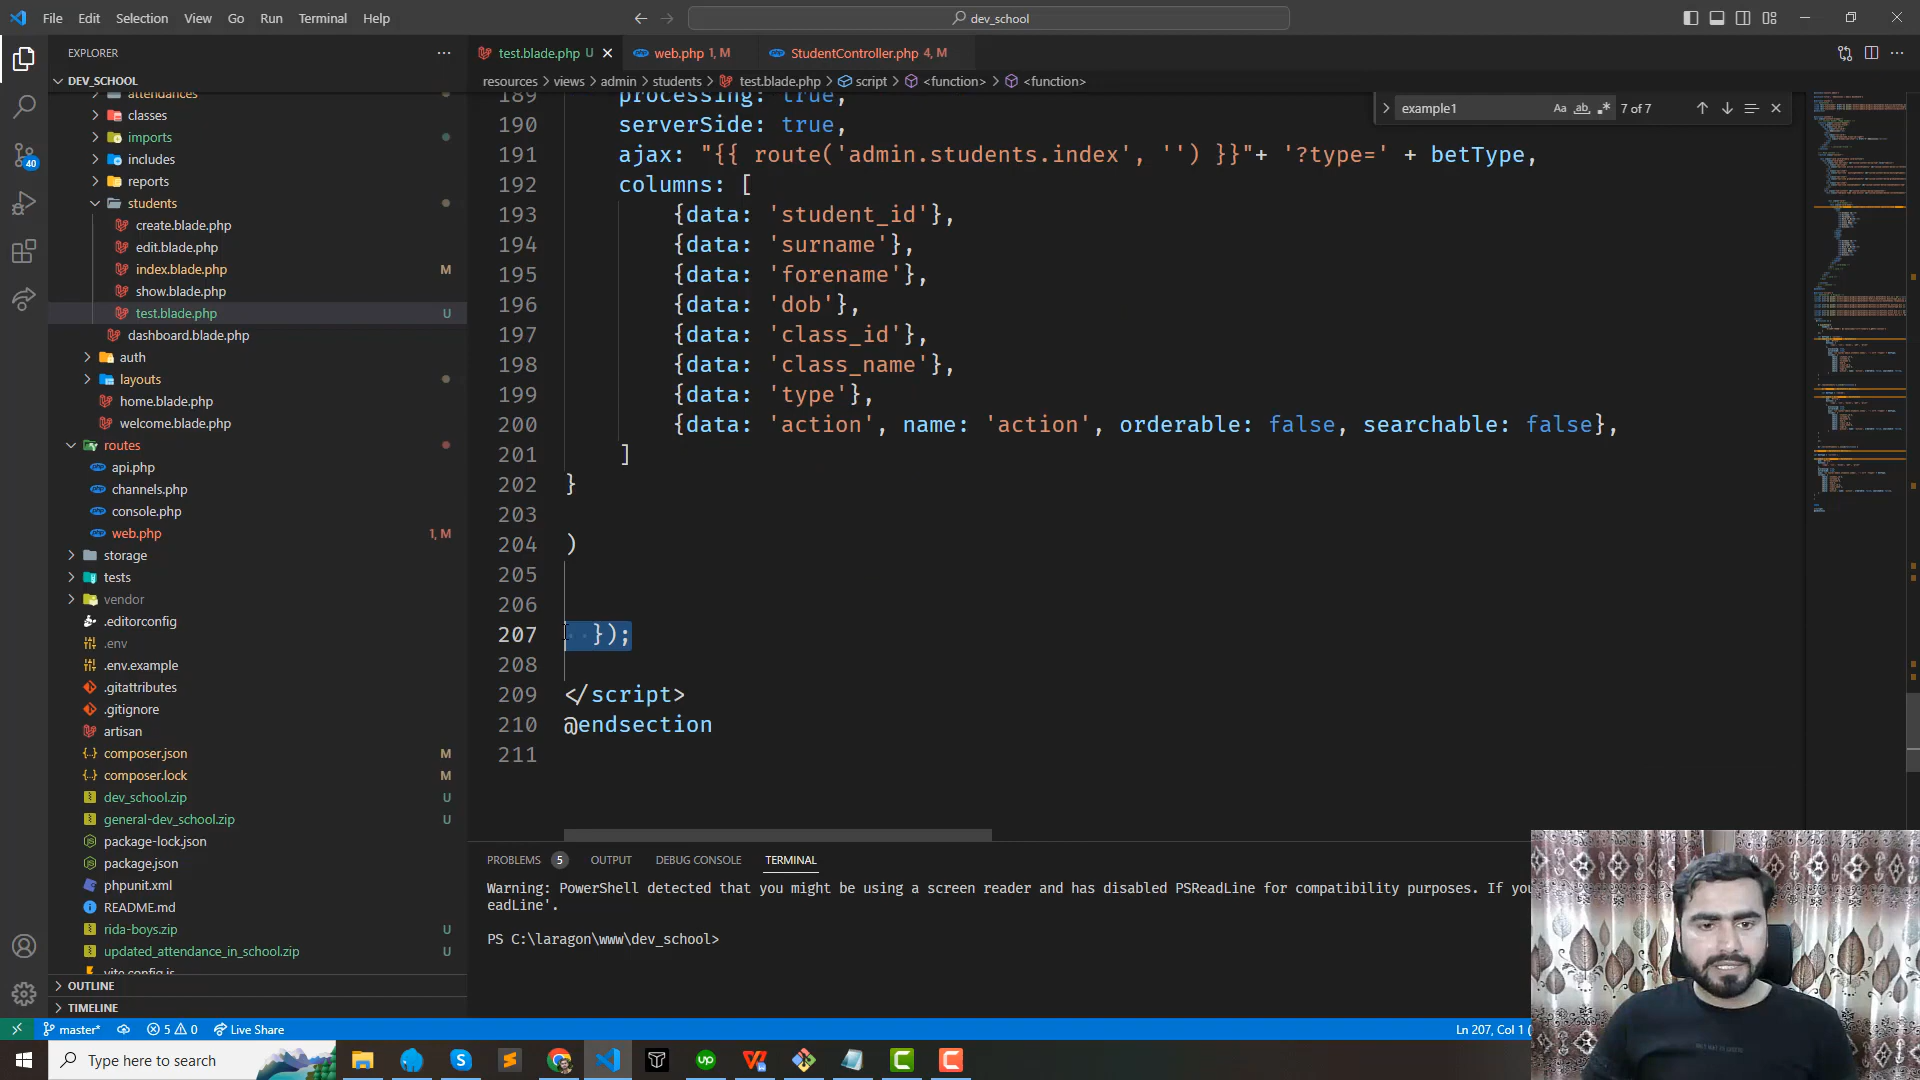 File Edit Selection View Go Run Terminal Help
dev_school
EXPLORER
DEV_SCHOOL
attendances
classes
imports
includes
reports
students
create.blade.php
edit.blade.php
index.blade.php M
show.blade.php
test.blade.php U
dashboard.blade.php
auth
layouts
home.blade.php
welcome.blade.php
routes
api.php
channels.php
console.php
web.php 1, M
storage
tests
vendor
.editorconfig
.env
.env.example
.gitattributes
.gitignore
artisan
composer.json M
composer.lock M
dev_school.zip U
general-dev_school.zip U
package-lock.json
package.json
phpunit.xml
README.md
rida-boys.zip U
updated_attendance_in_school.zip U
vite.config.js
OUTLINE
TIMELINE
test.blade.php U
web.php 1, M
StudentController.php 4, M
resources > views > admin > students > test.blade.php > script > <function> > <function>
example1
Aa ab 7 of 7
189 processing: true,
190 serverSide: true,
191 ajax: "{{ route('admin.students.index', '') }}"+ '?type=' + betType,
192 columns: [
193 {data: 'student_id'},
194 {data: 'surname'},
195 {data: 'forename'},
196 {data: 'dob'},
197 {data: 'class_id'},
198 {data: 'class_name'},
199 {data: 'type'},
200 {data: 'action', name: 'action', orderable: false, searchable: false},
201 ]
202 }
203
204 )
205
206
207 });
208
209 </script>
210 @endsection
211
PROBLEMS 5 OUTPUT DEBUG CONSOLE TERMINAL
Warning: PowerShell detected that you might be using a screen reader and has disabled PSReadLine for compatibility purposes. If you
eadLine'.
PS C:\laragon\www\dev_school>
40
master* 5 0 Live Share
Ln 207, Col 1 (
Type here to search